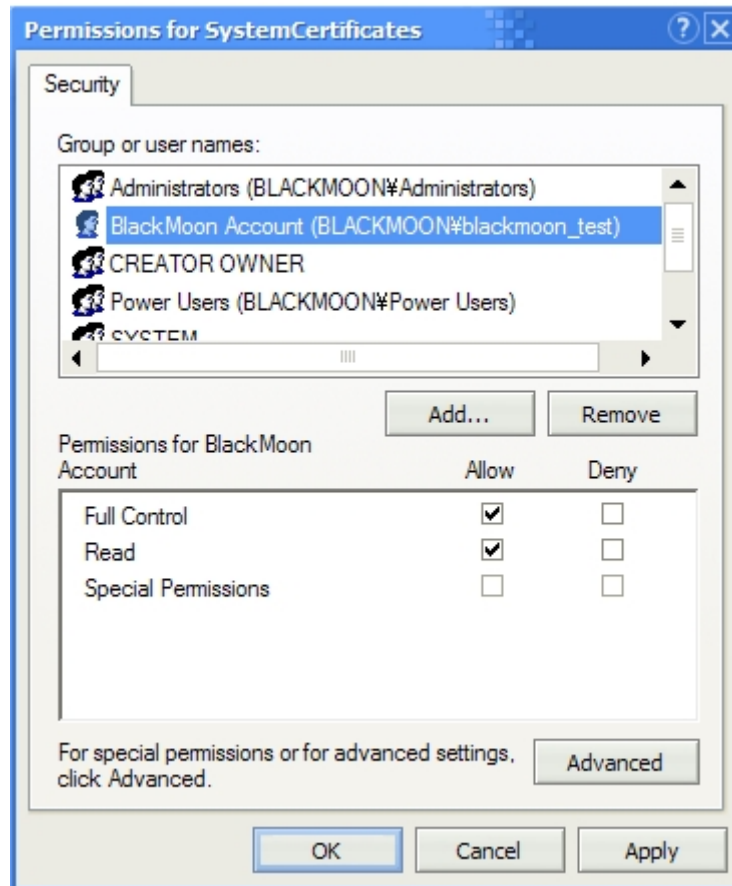 Permissions for SystemCertificates
Security
Group or user names:
Administrators (BLACKMOON¥Administrators)
BlackMoon Account (BLACKMOON¥blackmoon_test)
CREATOR OWNER
Power Users (BLACKMOON¥Power Users)
SYSTEM
Add...
Remove
Permissions for BlackMoon
Account
Allow
Deny
Full Control
Read
Special Permissions
For special permissions or for advanced settings,
click Advanced.
Advanced
OK
Cancel
Apply